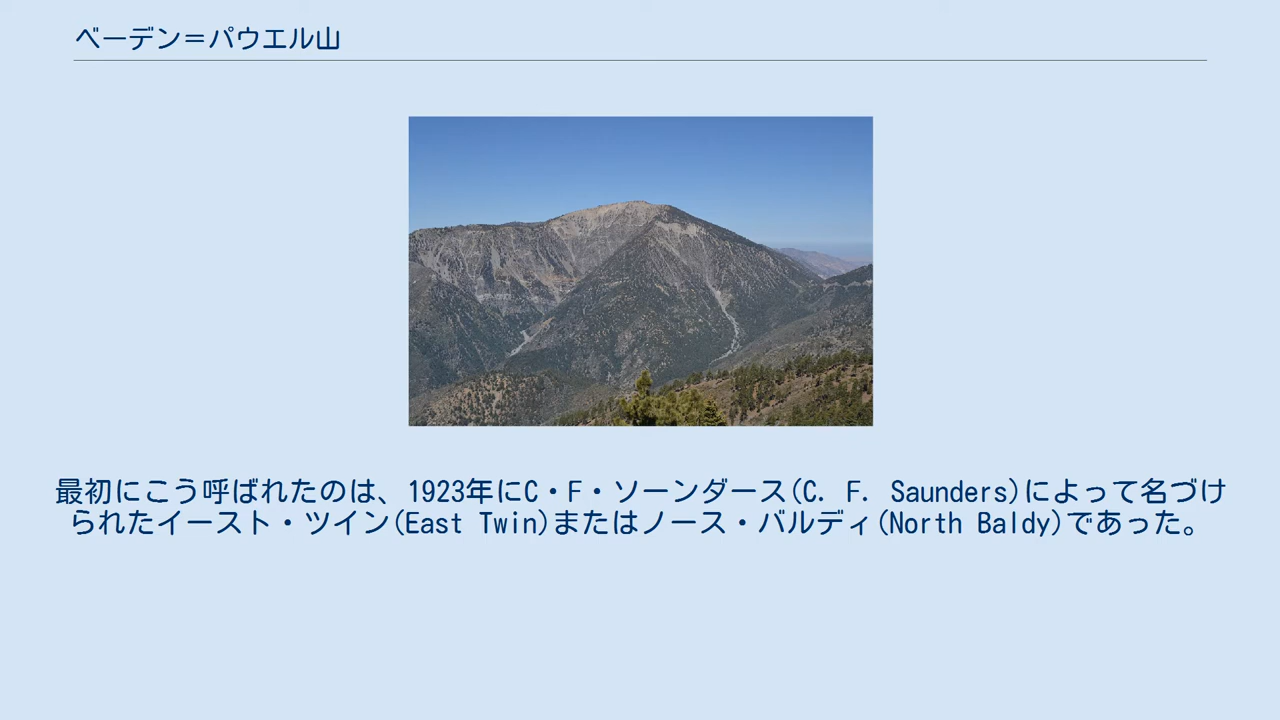 ベーデン＝パウエル山
最初にこう呼ばれたのは、1923年にC・F・ソーンダース(C. F. Saunders)によって名づけ
られたイースト・ツイン(East Twin)またはノース・バルディ(North Baldy)であった。